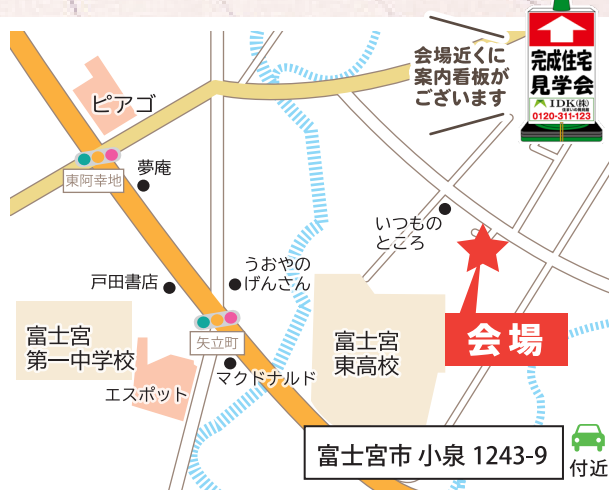 会場近くに
案内看板が
ございます
完成住宅
見学会
IDK(株)
0120-311-123
ピアゴ
東阿幸地
夢庵
いつもの
ところ
うおやの
げんさん
戸田書店
富士宮
第一中学校
矢立町
マクドナルド
エスポット
富士宮
東高校
会場
富士宮市 小泉 1243-9
付近